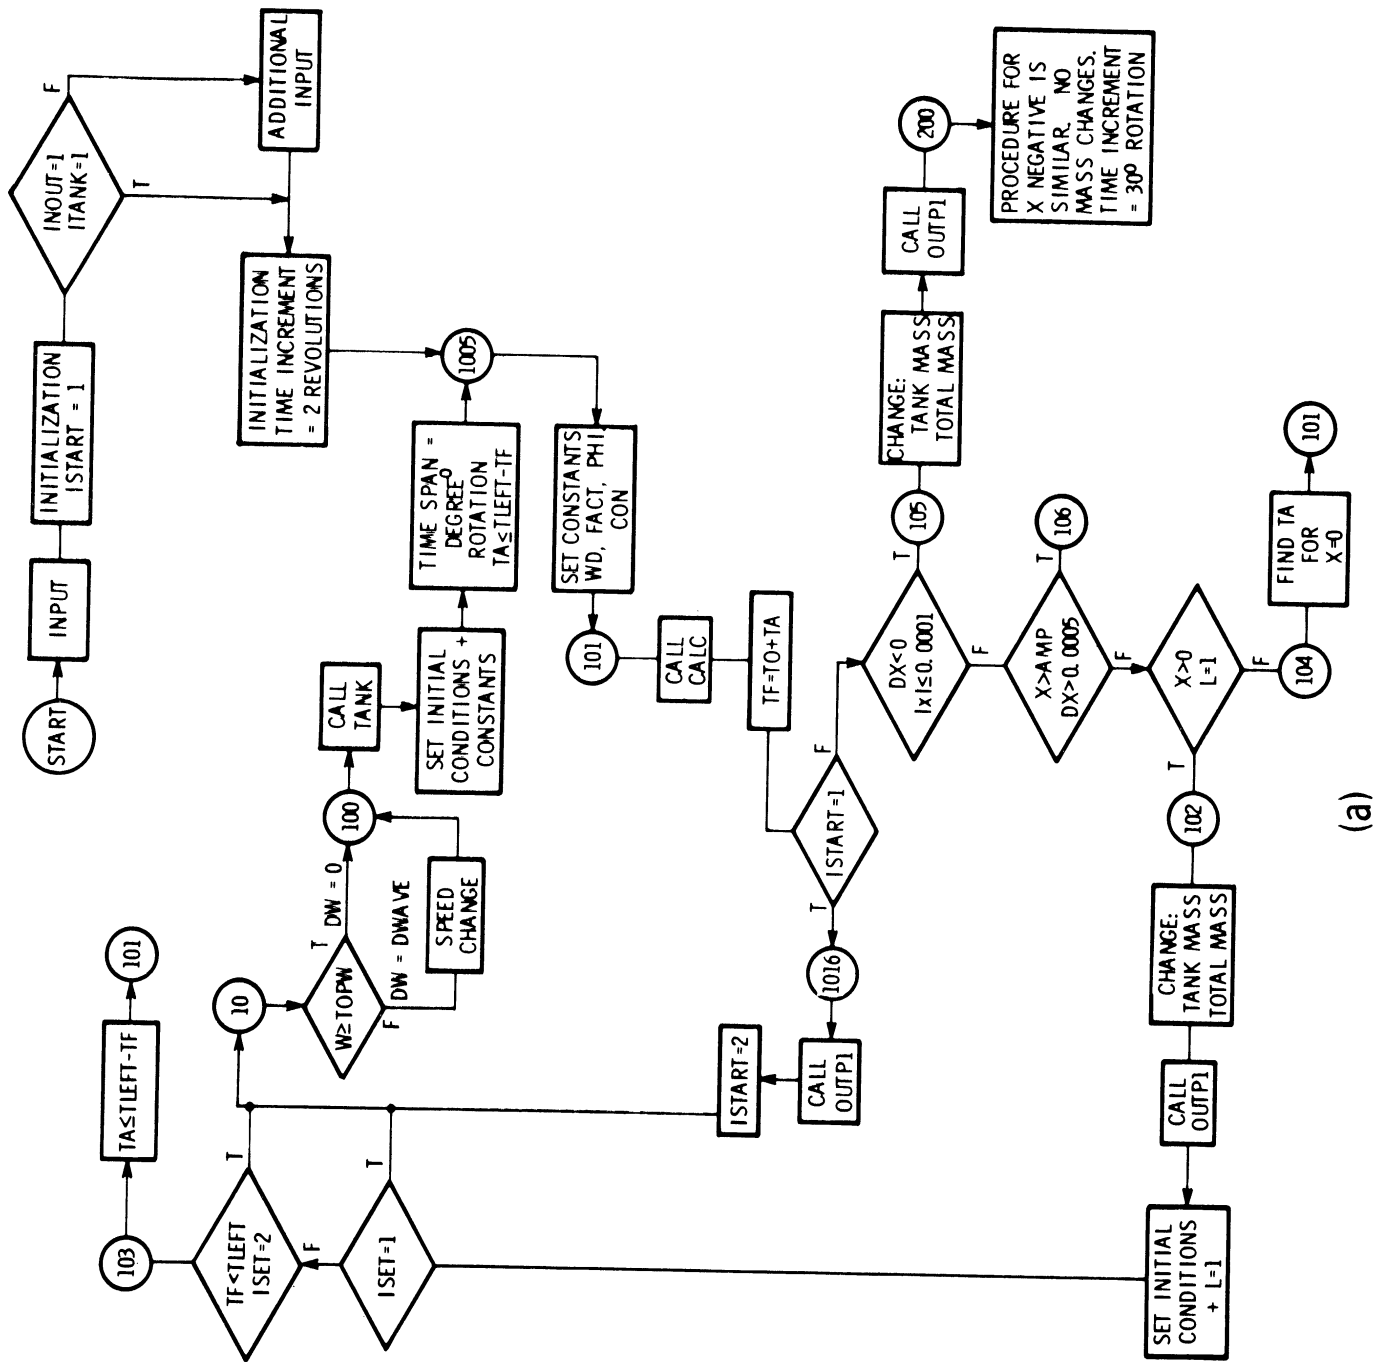 START
INPUT
INITIALIZATION
ISTART = 1
INOUT=1
ITANK=1
F
T
ADDITIONAL
INPUT
INITIALIZATION
TIME INCREMENT
= 2 REVOLUTIONS
1005
TIME SPAN =
DEGREE°
ROTATION
TA≤TLEFT-TF
SET INITIAL
CONDITIONS +
CONSTANTS
CALL
TANK
100
T DW = 0
W≥TOPW
F DW = DWAVE
SPEED
CHANGE
10
101
TA≤TLEFT-TF
103
TF<TLEFT
ISET=2
T
F
ISET=1
T
SET CONSTANTS
WD, FACT, PHI
CON
101
CALL
CALC
TF=TO+TA
ISTART=1
T
F
1016
CALL
OUTP1
ISTART=2
DX<0
|x|≤0.0001
T
F
105
CHANGE:
TANK MASS
TOTAL MASS
CALL
OUTP1
200
PROCEDURE FOR
X NEGATIVE IS
SIMILAR. NO
MASS CHANGES.
TIME INCREMENT
= 30° ROTATION
X>AMP
DX>0.0005
T
F
106
X>0
L=1
T
F
104
FIND TA
FOR
X=0
101
102
CHANGE:
TANK MASS
TOTAL MASS
CALL
OUTP1
SET INITIAL
CONDITIONS
+ L=1
(a)